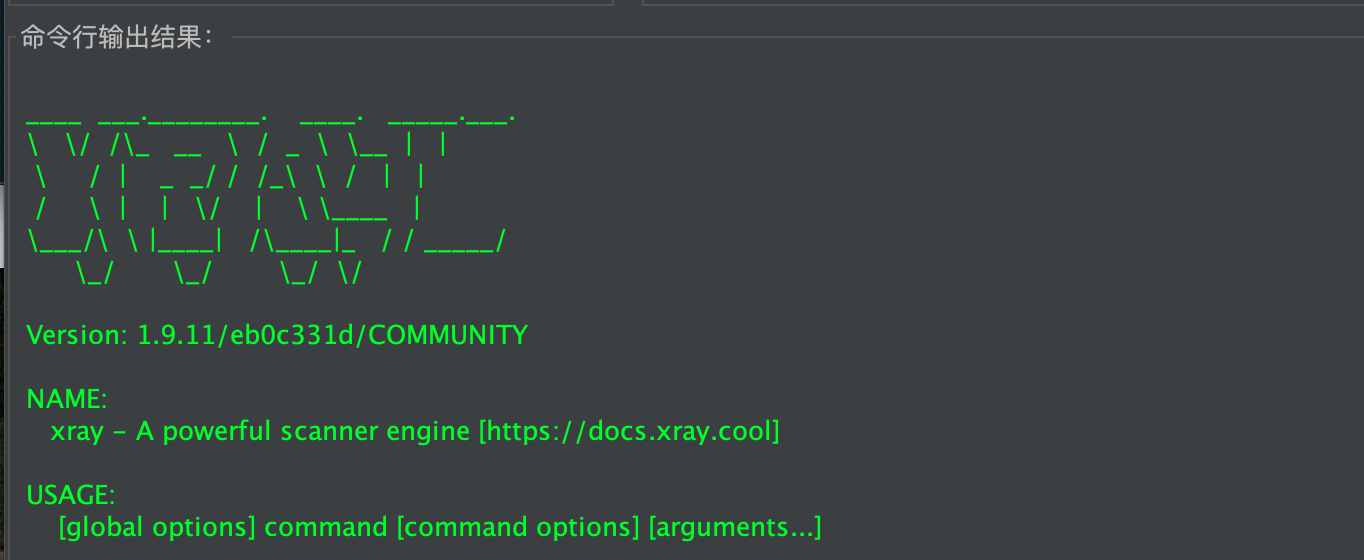 命令行输出结果：
____ ___.________.  ____.  _____.___.
\  \/ /\_  __  \ / _ \ \__ |  |
\   / |  _ _/ / /_\ \ /  |  |
/   \ |  |  \/  |   \ \____  |
\___/\ \ |____|  /\____|_  / / _____/
\_/    \_/     \_/ \/
Version: 1.9.11/eb0c331d/COMMUNITY
NAME:
xray - A powerful scanner engine [https://docs.xray.cool]
USAGE:
[global options] command [command options] [arguments...]